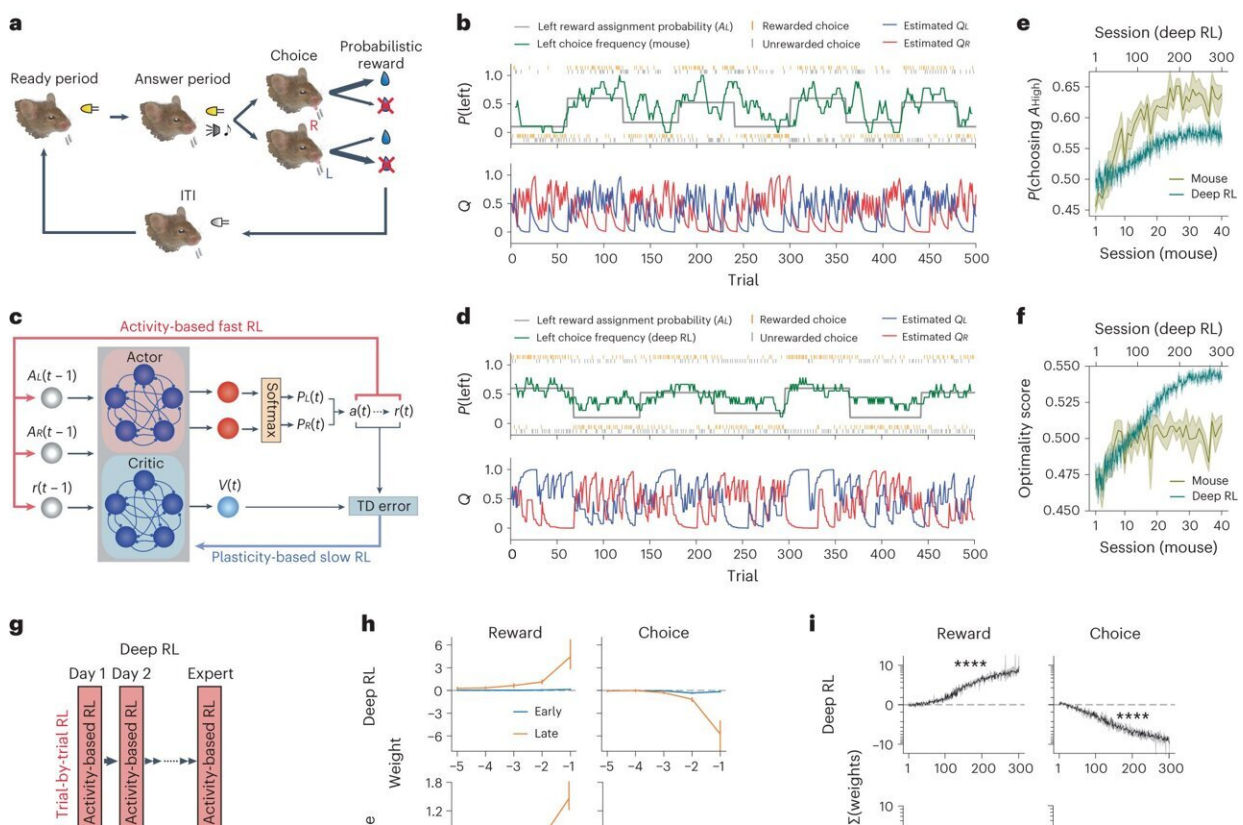 a
Ready period
Answer period
Choice
Probabilistic
reward
R
L
ITI
b
Left reward assignment probability (AL)
Left choice frequency (mouse)
Rewarded choice
Unrewarded choice
Estimated QL
Estimated QR
P(left)
1.0
0.5
0
Q
1.0
0.5
0
0 50 100 150 200 250 300 350 400 450 500
Trial
c
Activity-based fast RL
Actor
AL(t − 1)
AR(t − 1)
r(t − 1)
Softmax
PL(t)
PR(t)
a(t) r(t)
Critic
V(t)
TD error
Plasticity-based slow RL
d
Left reward assignment probability (AL)
Left choice frequency (deep RL)
Rewarded choice
Unrewarded choice
Estimated QL
Estimated QR
P(left)
1.0
0.5
0
Q
1.0
0.5
0
0 50 100 150 200 250 300 350 400 450 500
Trial
e
Session (deep RL)
1 100 200 300
P(choosing AHigh)
0.65
0.60
0.55
0.50
0.45
Mouse
Deep RL
1 10 20 30 40
Session (mouse)
f
Session (deep RL)
1 100 200 300
Optimality score
0.550
0.525
0.500
0.475
0.450
Mouse
Deep RL
1 10 20 30 40
Session (mouse)
g
Deep RL
Day 1 Day 2 Expert
Trial-by-trial RL
Activity-based RL
Activity-based RL
Activity-based RL
h
Reward Choice
Deep RL
Weight
6
3
0
−3
−6
Early
Late
−5 −4 −3 −2 −1
−5 −4 −3 −2 −1
1.8
1.2
i
Reward Choice
Deep RL
Σ(weights)
10
0
−10
****
****
1 100 200 300
1 100 200 300
10